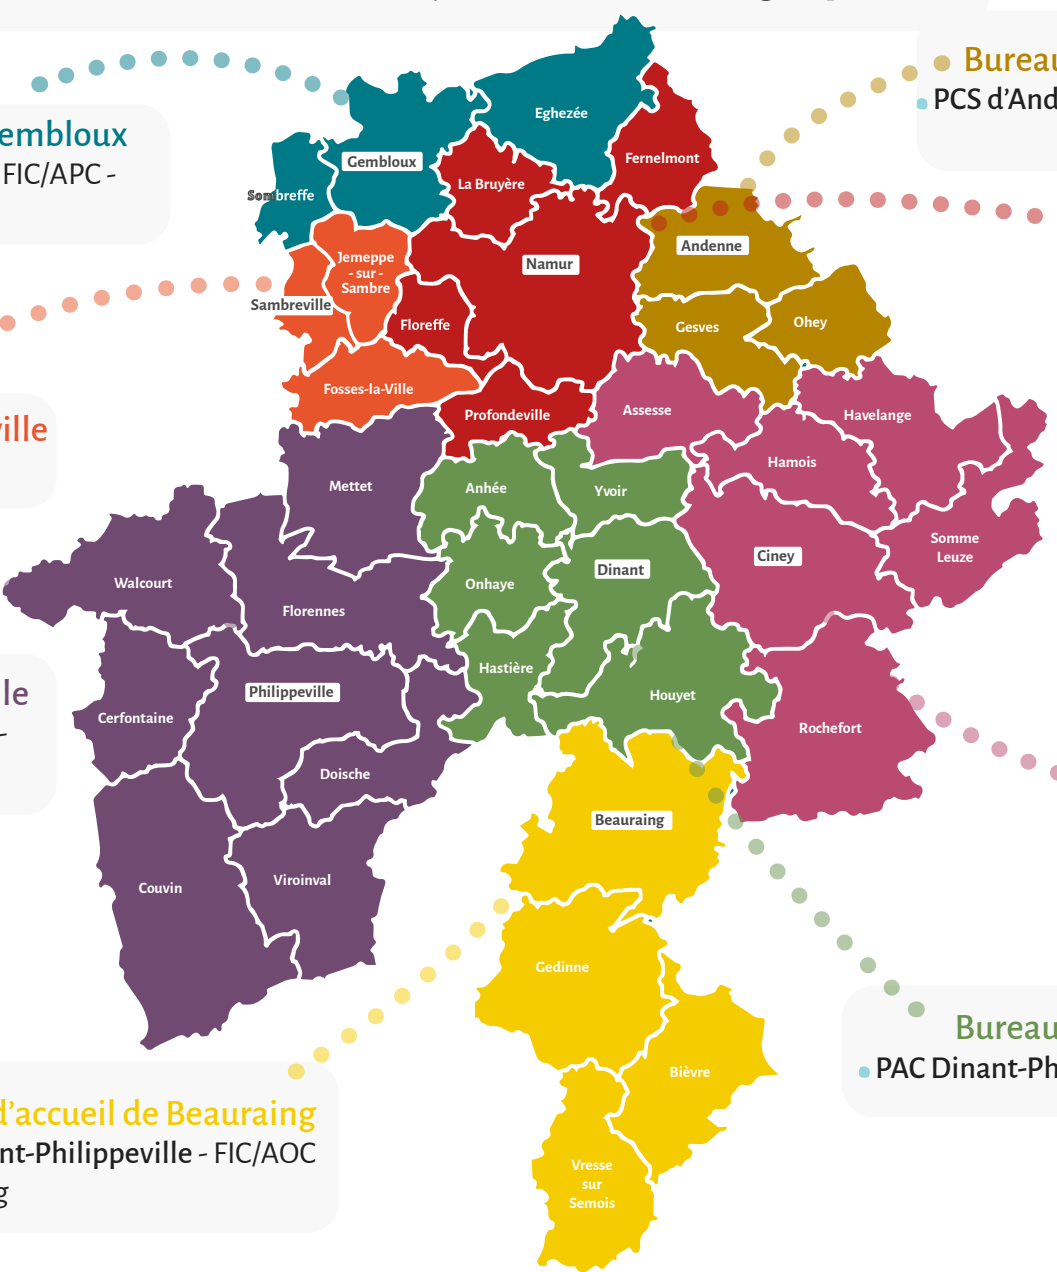 Bureau
PCS d'And
embloux
FIC/APC -
Eghezée
Gembloux
Fernelmont
La Bruyère
Sombreffe
Andenne
Jemeppe
- sur -
Sambre
Namur
Sambreville
Floreffe
Gesves
Ohey
Fosses-la-Ville
Profondeville
Assesse
Havelange
ville
Mettet
Anhée
Yvoir
Hamois
Somme
Leuze
Walcourt
Florennes
Onhaye
Dinant
Ciney
Hastière
le
-
Philippeville
Houyet
Cerfontaine
Rochefort
Doische
Beauraing
Couvin
Viroinval
Gedinne
Bureau
PAC Dinant-Ph
Bièvre
d'accueil de Beauraing
nt-Philippeville - FIC/AOC
g
Vresse
sur
Semois